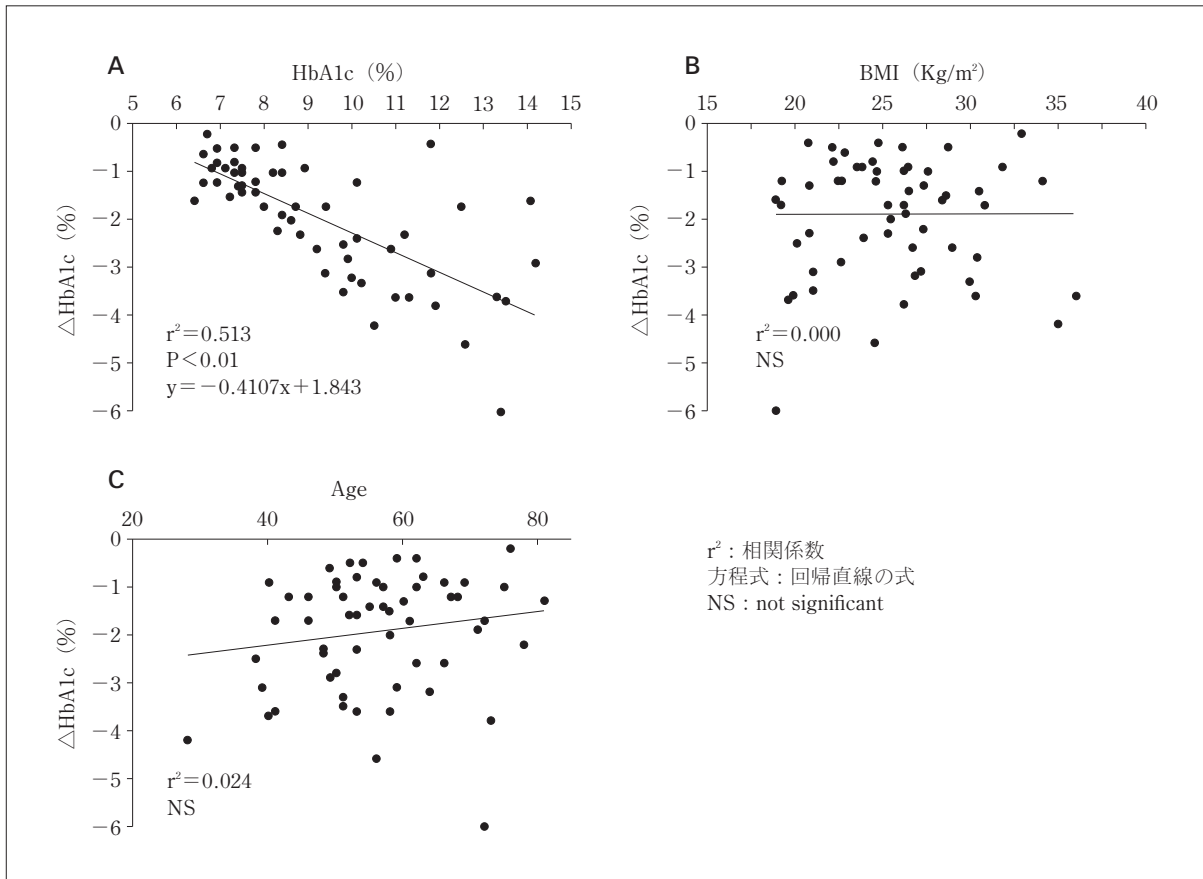 A
HbA1c（%）
5 6 7 8 9 10 11 12 13 14 15
0
−1
−2
−3
−4
−5
−6
△HbA1c（%）
r²＝0.513
P＜0.01
y＝−0.4107x＋1.843
B
BMI（Kg/m²）
15 20 25 30 35 40
0
−1
−2
−3
−4
−5
−6
△HbA1c（%）
r²＝0.000
NS
C
Age
20 40 60 80
0
−1
−2
−3
−4
−5
−6
△HbA1c（%）
r²＝0.024
NS
r²：相関係数
方程式：回帰直線の式
NS：not significant